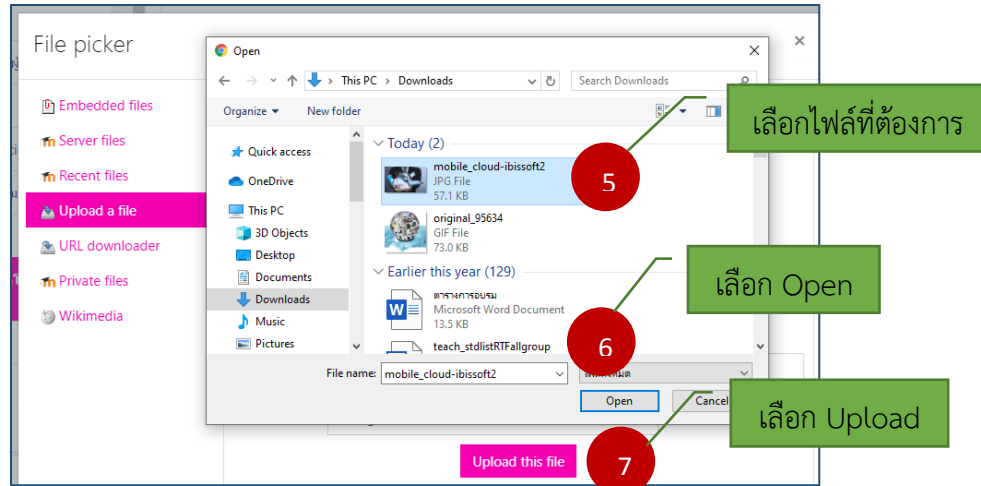 File picker
×
Embedded files
Server files
Recent files
Upload a file
URL downloader
Private files
Wikimedia
Open
This PC > Downloads
Search Downloads
Organize
New folder
Quick access
OneDrive
This PC
3D Objects
Desktop
Documents
Downloads
Music
Pictures
Today (2)
mobile_cloud-ibissoft2
JPG File
57.1 KB
original_95634
GIF File
73.0 KB
Earlier this year (129)
ตารางการอบรม
Microsoft Word Document
13.5 KB
teach_stdlistRTFallgroup
File name: mobile_cloud-ibissoft2
Open
Cancel
Upload this file
5
เลือกไฟล์ที่ต้องการ
6
เลือก Open
7
เลือก Upload